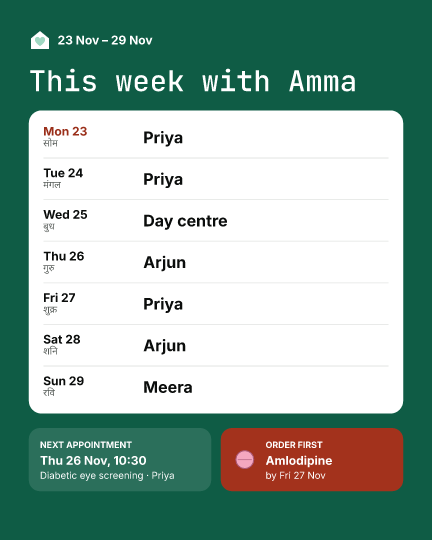 23 Nov – 29 Nov
This week with Amma
Mon 23
सोम
Priya
Tue 24
मंगल
Priya
Wed 25
बुध
Day centre
Thu 26
गुरु
Arjun
Fri 27
शुक्र
Priya
Sat 28
शनि
Arjun
Sun 29
रवि
Meera
NEXT APPOINTMENT
Thu 26 Nov, 10:30
Diabetic eye screening · Priya
ORDER FIRST
Amlodipine
by Fri 27 Nov